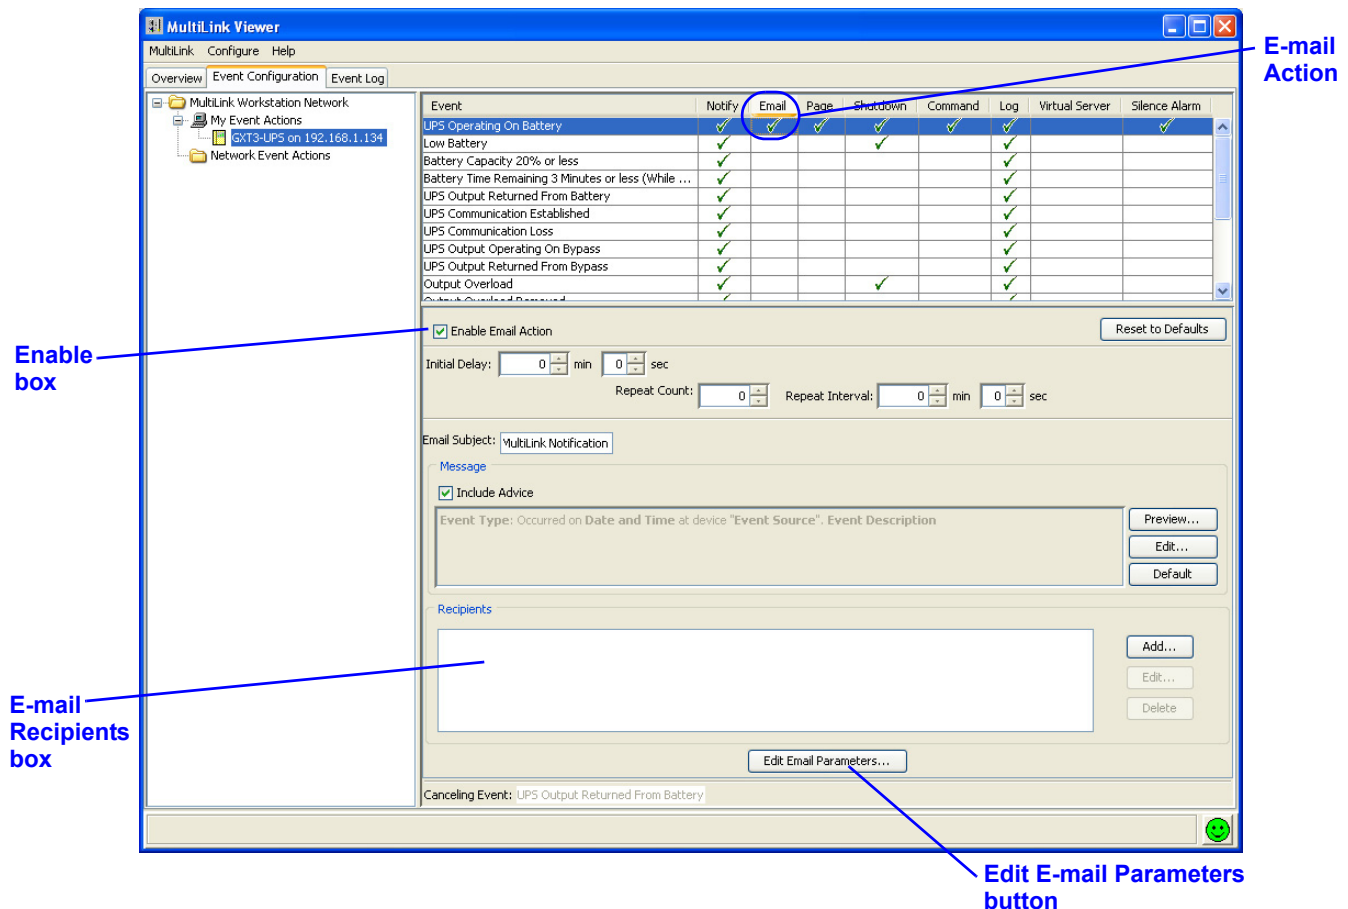 MultiLink Viewer
MultiLink Configure Help
Overview Event Configuration Event Log
E-mail
Action
MultiLink Workstation Network
My Event Actions
GXT3-UPS on 192.168.1.134
Network Event Actions
Event Notify Email Page Shutdown Command Log Virtual Server Silence Alarm
UPS Operating On Battery
Low Battery
Battery Capacity 20% or less
Battery Time Remaining 3 Minutes or less (While ...
UPS Output Returned From Battery
UPS Communication Established
UPS Communication Loss
UPS Output Operating On Bypass
UPS Output Returned From Bypass
Output Overload
Output Overload Removed
Enable
box
Enable Email Action Reset to Defaults
Initial Delay: 0 min 0 sec
Repeat Count: 0 Repeat Interval: 0 min 0 sec
Email Subject: MultiLink Notification
Message
Include Advice
Event Type: Occurred on Date and Time at device "Event Source". Event Description
Preview...
Edit...
Default
Recipients
Add...
Edit...
Delete
E-mail
Recipients
box
Edit Email Parameters...
Canceling Event: UPS Output Returned From Battery
Edit E-mail Parameters
button